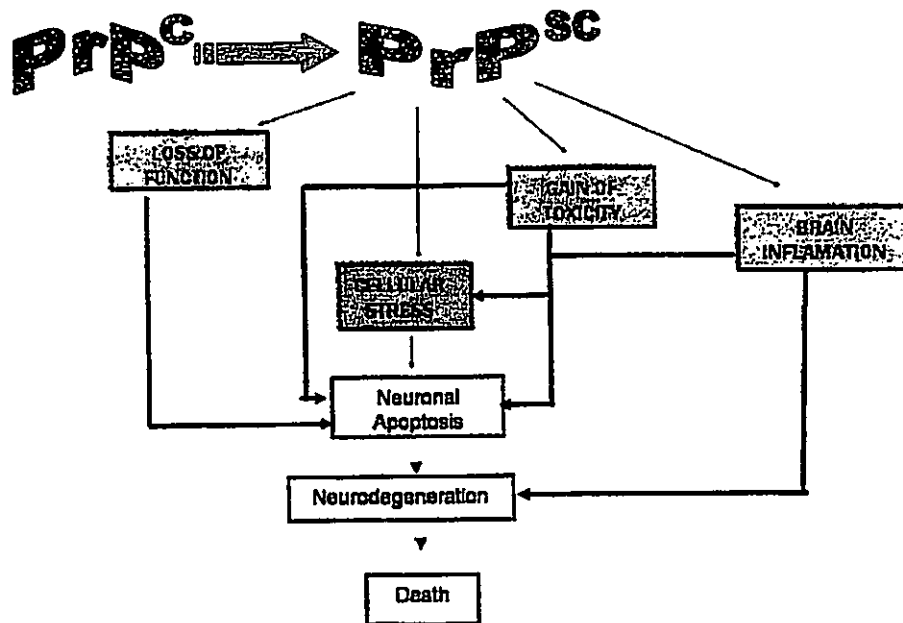 PrPC PrPSC
LOSS OF
FUNCTION
GAIN OF
TOXICITY
BRAIN
INFLAMATION
CELLULAR
STRESS
Neuronal
Apoptosis
Neurodegeneration
Death